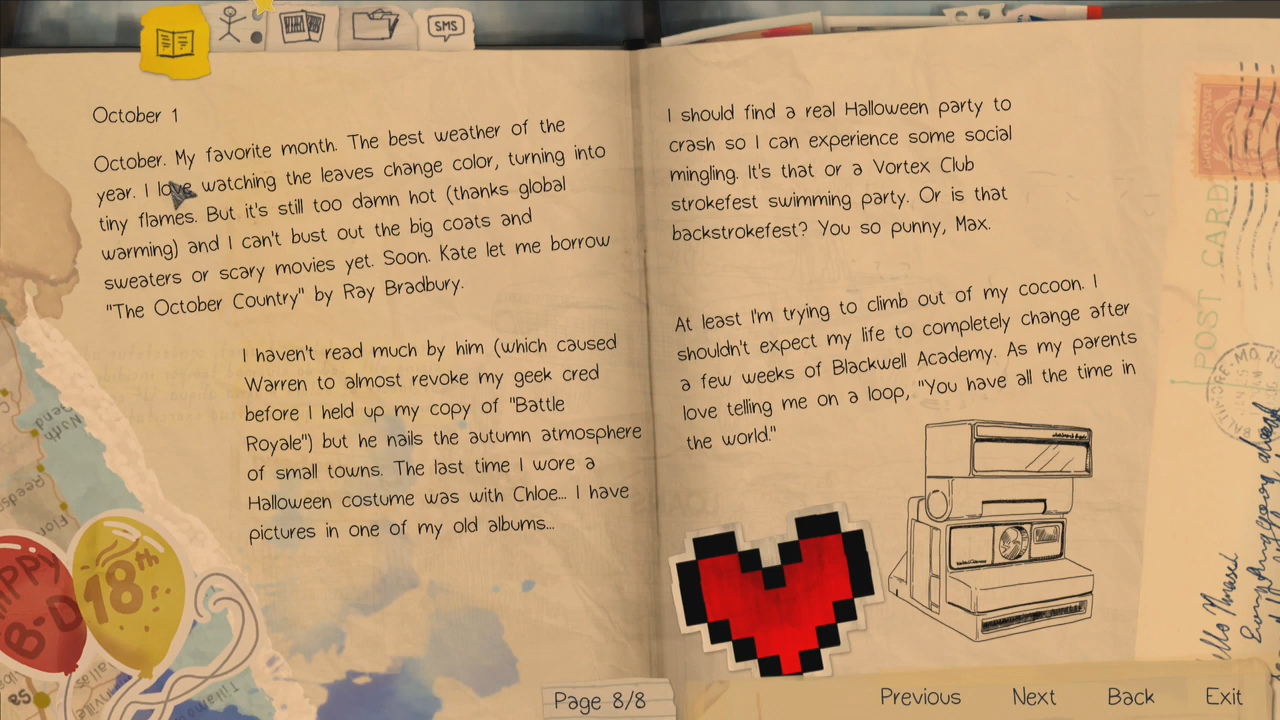 SMS
October 1
October. My favorite month. The best weather of the
year. I love watching the leaves change color, turning into
tiny flames. But it's still too damn hot (thanks global
warming) and I can't bust out the big coats and
sweaters or scary movies yet. Soon. Kate let me borrow
"The October Country" by Ray Bradbury.
I haven't read much by him (which caused
Warren to almost revoke my geek cred
before I held up my copy of "Battle
Royale") but he nails the autumn atmosphere
of small towns. The last time I wore a
Halloween costume was with Chloe... I have
pictures in one of my old albums...
I should find a real Halloween party to
crash so I can experience some social
mingling. It's that or a Vortex Club
strokefest swimming party. Or is that
backstrokefest? You so punny, Max.
At least I'm trying to climb out of my cocoon. I
shouldn't expect my life to completely change after
a few weeks of Blackwell Academy. As my parents
love telling me on a loop, "You have all the time in
the world."
POST CARD
North
Bend
18th
B-D
Page 8/8
Previous
Next
Back
Exit